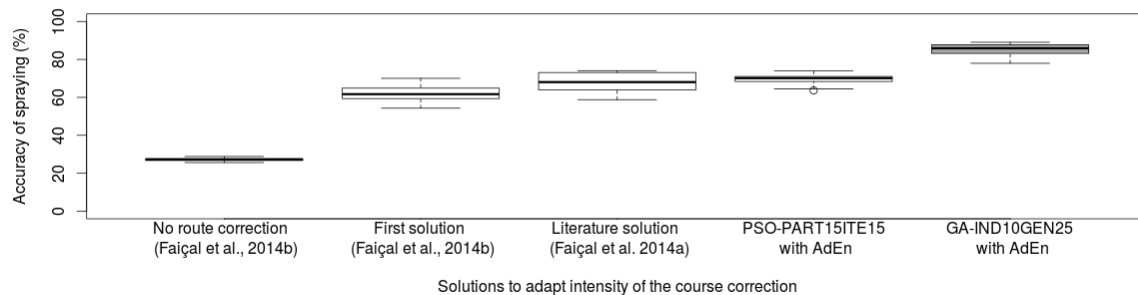 Accuracy of spraying (%)
100
80
60
40
20
0
No route correction
(Faiçal et al., 2014b)
First solution
(Faiçal et al., 2014b)
Literature solution
(Faiçal et al. 2014a)
PSO-PART15ITE15
with AdEn
GA-IND10GEN25
with AdEn
Solutions to adapt intensity of the course correction